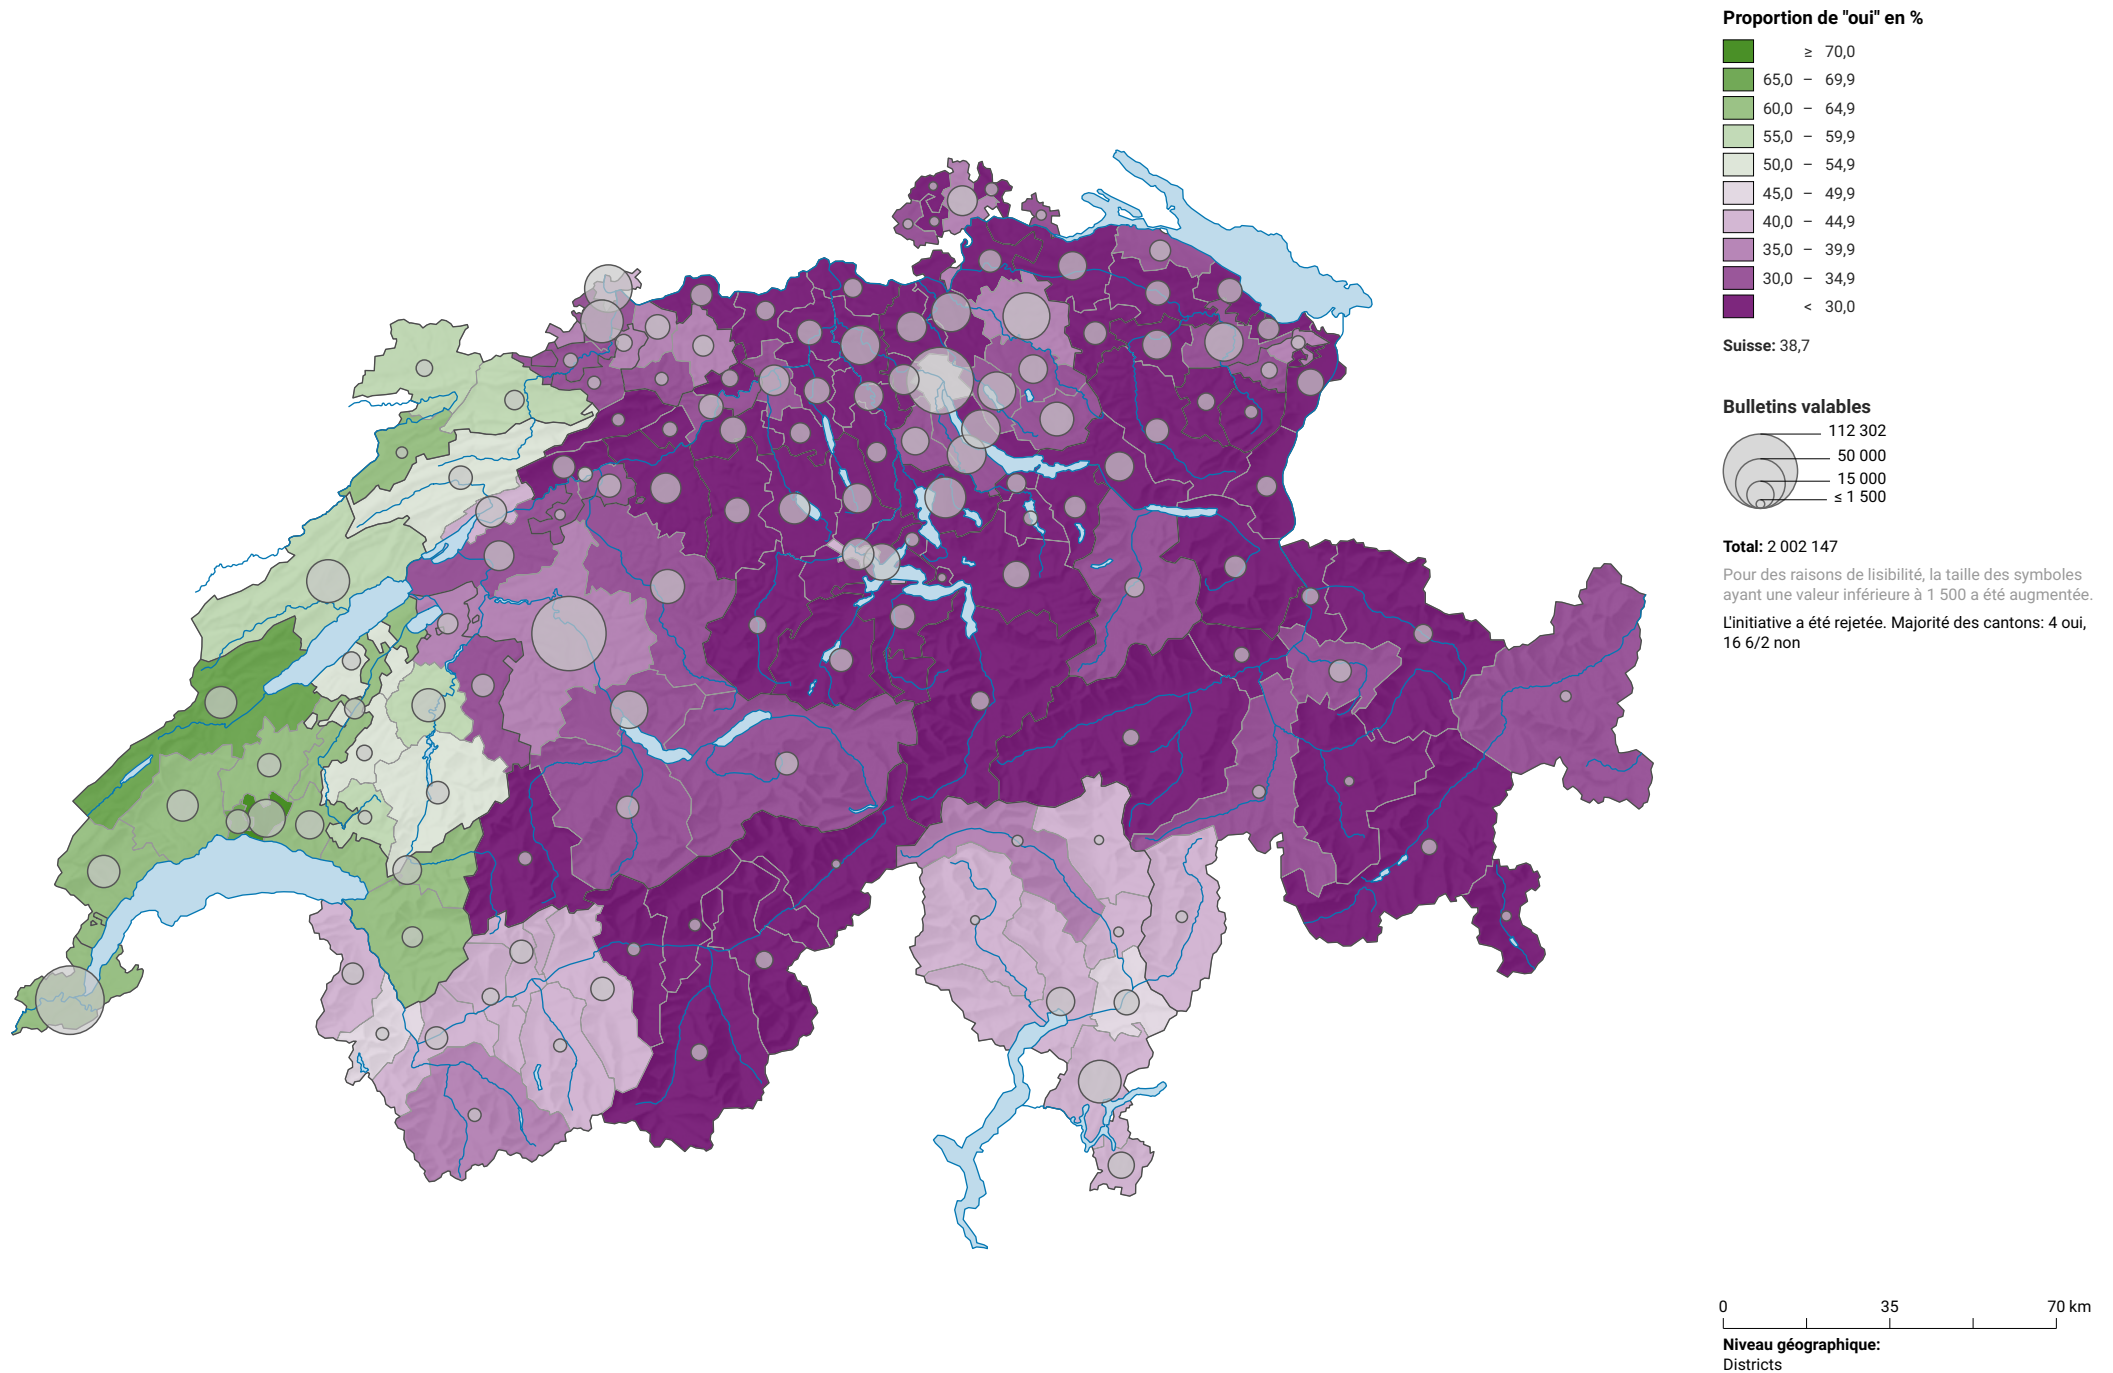 Proportion de "oui" en %
≥ 70,0
65,0 – 69,9
60,0 – 64,9
55,0 – 59,9
50,0 – 54,9
45,0 – 49,9
40,0 – 44,9
35,0 – 39,9
30,0 – 34,9
< 30,0
Suisse: 38,7
Bulletins valables
112 302
50 000
15 000
≤ 1 500
Total: 2 002 147
Pour des raisons de lisibilité, la taille des symboles
ayant une valeur inférieure à 1 500 a été augmentée.
L'initiative a été rejetée. Majorité des cantons: 4 oui,
16 6/2 non
0 35 70 km
Niveau géographique:
Districts